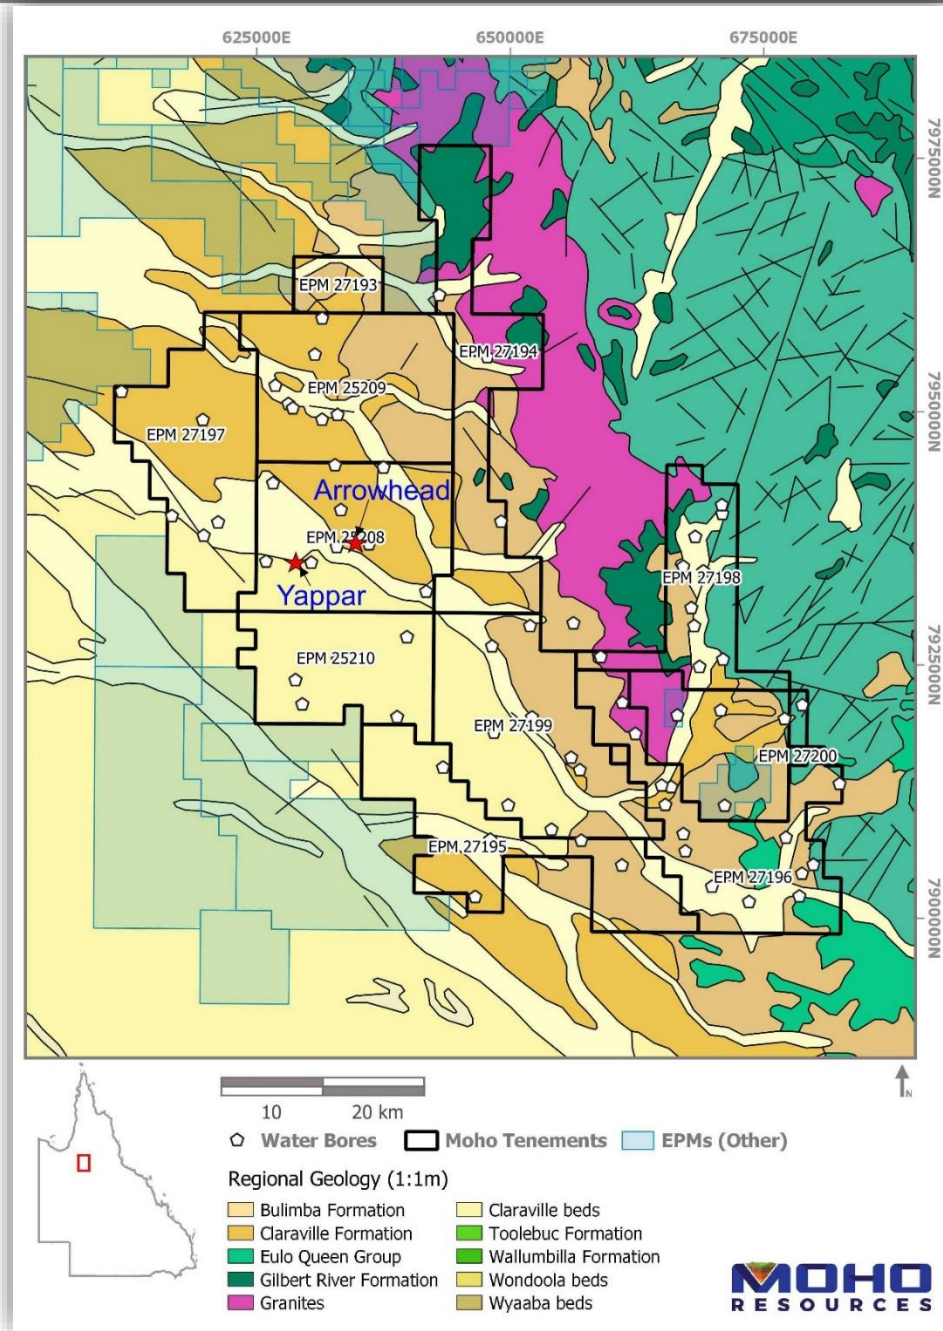 625000E
650000E
675000E
7975000N
7950000N
7925000N
7900000N
EPM 27193
EPM 27194
EPM 25209
EPM 27197
Arrowhead
EPM 25208
Yappar
EPM 27198
EPM 25210
EPM 27199
EPM 27200
EPM 27195
EPM 27196
N
10
20 km
Water Bores
Moho Tenements
EPMs (Other)
Regional Geology (1:1m)
Bulimba Formation
Claraville Formation
Eulo Queen Group
Gilbert River Formation
Granites
Claraville beds
Toolebuc Formation
Wallumbilla Formation
Wondoola beds
Wyaaba beds
MOHO
RESOURCES